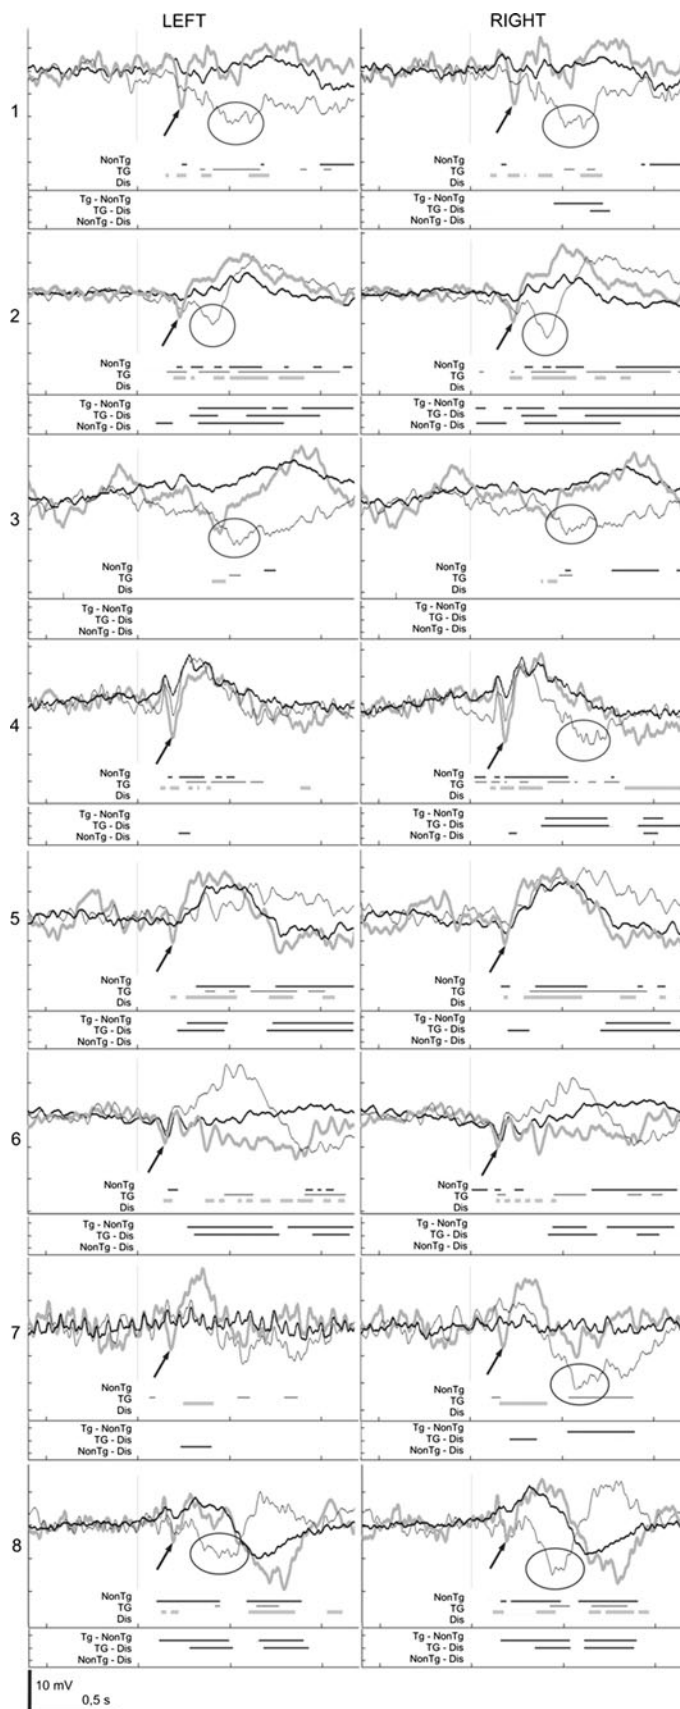 LEFT RIGHT
1
NonTg NonTg
TG TG
Dis Dis
Tg - NonTg Tg - NonTg
TG - Dis TG - Dis
NonTg - Dis NonTg - Dis
2
NonTg NonTg
TG TG
Dis Dis
Tg - NonTg Tg - NonTg
TG - Dis TG - Dis
NonTg - Dis NonTg - Dis
3
NonTg NonTg
TG TG
Dis Dis
Tg - NonTg Tg - NonTg
TG - Dis TG - Dis
NonTg - Dis NonTg - Dis
4
NonTg NonTg
TG TG
Dis Dis
Tg - NonTg Tg - NonTg
TG - Dis TG - Dis
NonTg - Dis NonTg - Dis
5
NonTg NonTg
TG TG
Dis Dis
Tg - NonTg Tg - NonTg
TG - Dis TG - Dis
NonTg - Dis NonTg - Dis
6
NonTg NonTg
TG TG
Dis Dis
Tg - NonTg Tg - NonTg
TG - Dis TG - Dis
NonTg - Dis NonTg - Dis
7
NonTg NonTg
TG TG
Dis Dis
Tg - NonTg Tg - NonTg
TG - Dis TG - Dis
NonTg - Dis NonTg - Dis
8
NonTg NonTg
TG TG
Dis Dis
Tg - NonTg Tg - NonTg
TG - Dis TG - Dis
NonTg - Dis NonTg - Dis
10 mV
0,5 s